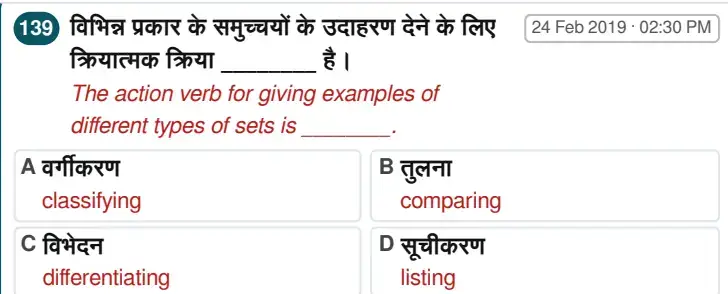 139 विभिन्न प्रकार के समुच्चयों के उदाहरण देने के लिए 24 Feb 2019 · 02:30 PM
क्रियात्मक क्रिया ________ है।
The action verb for giving examples of
different types of sets is ________.
A वर्गीकरण
classifying
B तुलना
comparing
C विभेदन
differentiating
D सूचीकरण
listing